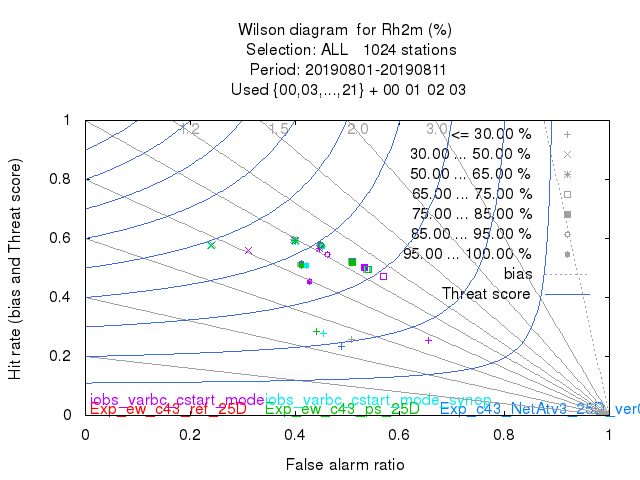 Wilson diagram for Rh2m (%)
Selection: ALL 1024 stations
Period: 20190801-20190811
Used {00,03,...,21} + 00 01 02 03
1.2 1.5 2.0 3.0
<= 30.00 %
30.00 ... 50.00 %
50.00 ... 65.00 %
65.00 ... 75.00 %
75.00 ... 85.00 %
85.00 ... 95.00 %
95.00 ... 100.00 %
bias
Threat score
Hit rate (bias and Threat score)
1
0.8
0.6
0.4
0.2
0
jobs_varbc_cstart_mode jobs_varbc_cstart_mode_synop
Exp_ew_c43_ref_25D Exp_ew_c43_ps_25D Exp_c43_NetAtv3_25D_ver0
0 0.2 0.4 0.6 0.8 1
False alarm ratio